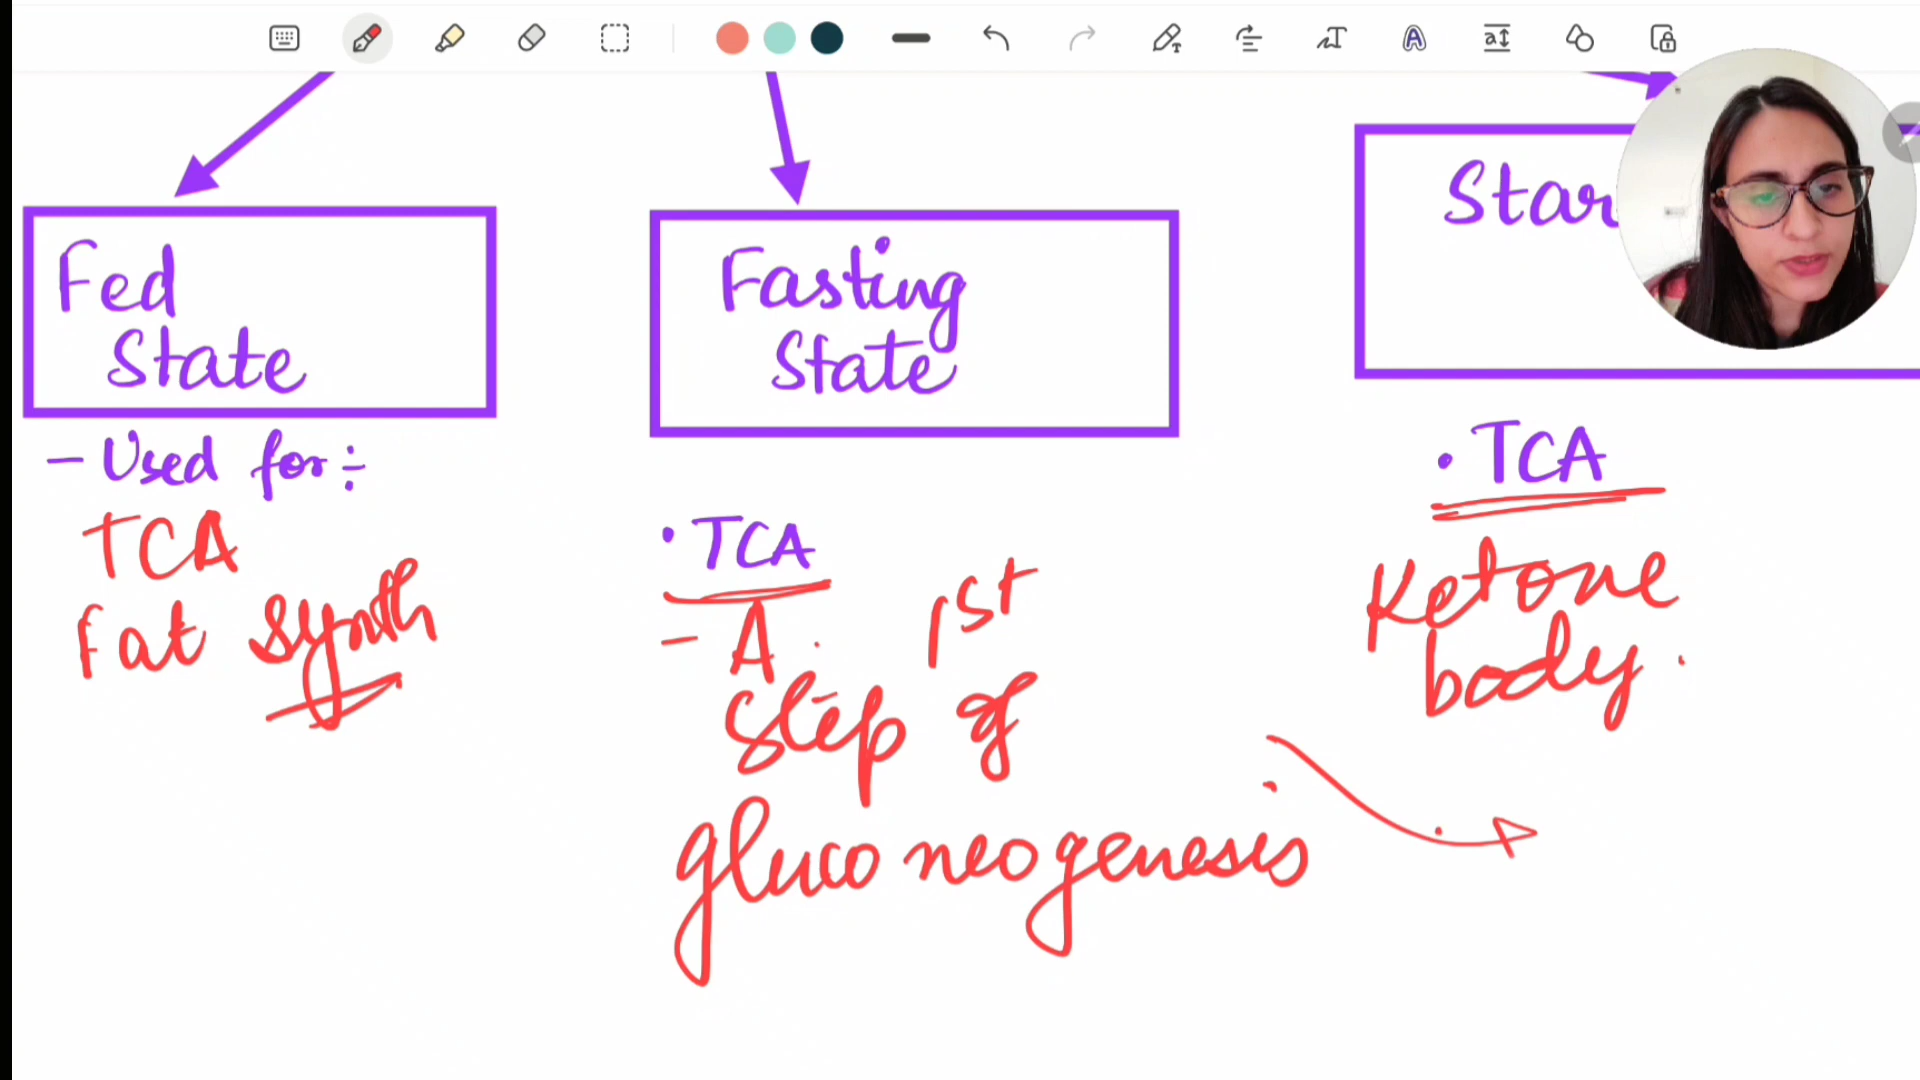 Fed
State
- Used for ÷
TCA
Fat Synth
Fasting
State
• TCA
- A . 1st
Step of
gluconeogenesis
Star
• TCA
Ketone
body .